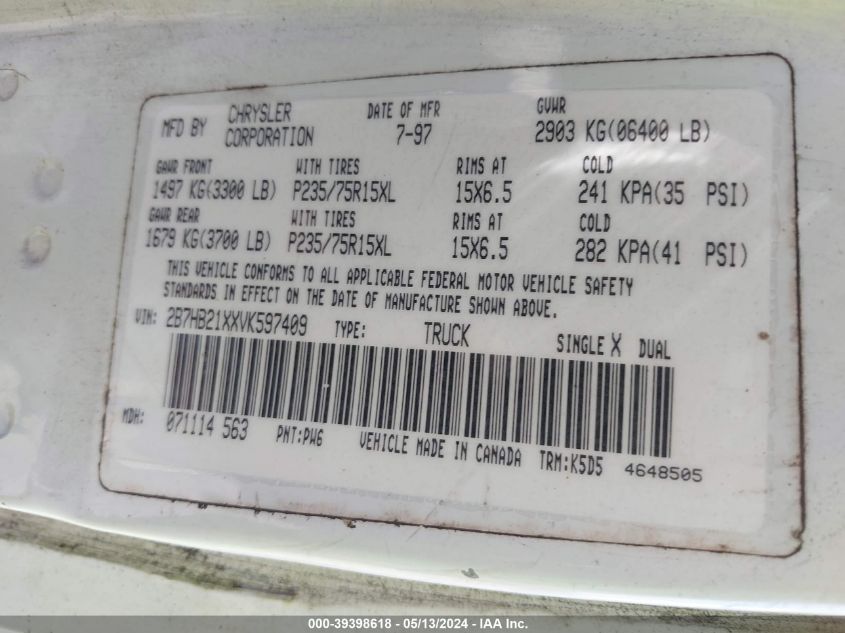 MFD BY CHRYSLER CORPORATION DATE OF MFR 7-97 GVWR 2903 KG(06400 LB)
GAWR FRONT WITH TIRES RIMS AT COLD
1497 KG(3300 LB) P235/75R15XL 15X6.5 241 KPA(35 PSI)
GAWR REAR WITH TIRES RIMS AT COLD
1679 KG(3700 LB) P235/75R15XL 15X6.5 282 KPA(41 PSI)
THIS VEHICLE CONFORMS TO ALL APPLICABLE FEDERAL MOTOR VEHICLE SAFETY
STANDARDS IN EFFECT ON THE DATE OF MANUFACTURE SHOWN ABOVE.
VIN: 2B7HB21XXVK597409 TYPE: TRUCK SINGLE X DUAL
MDH: 071114 563 PNT:PW6 VEHICLE MADE IN CANADA TRM:K5D5 4648505
000-39398618 - 05/13/2024 - IAA Inc.